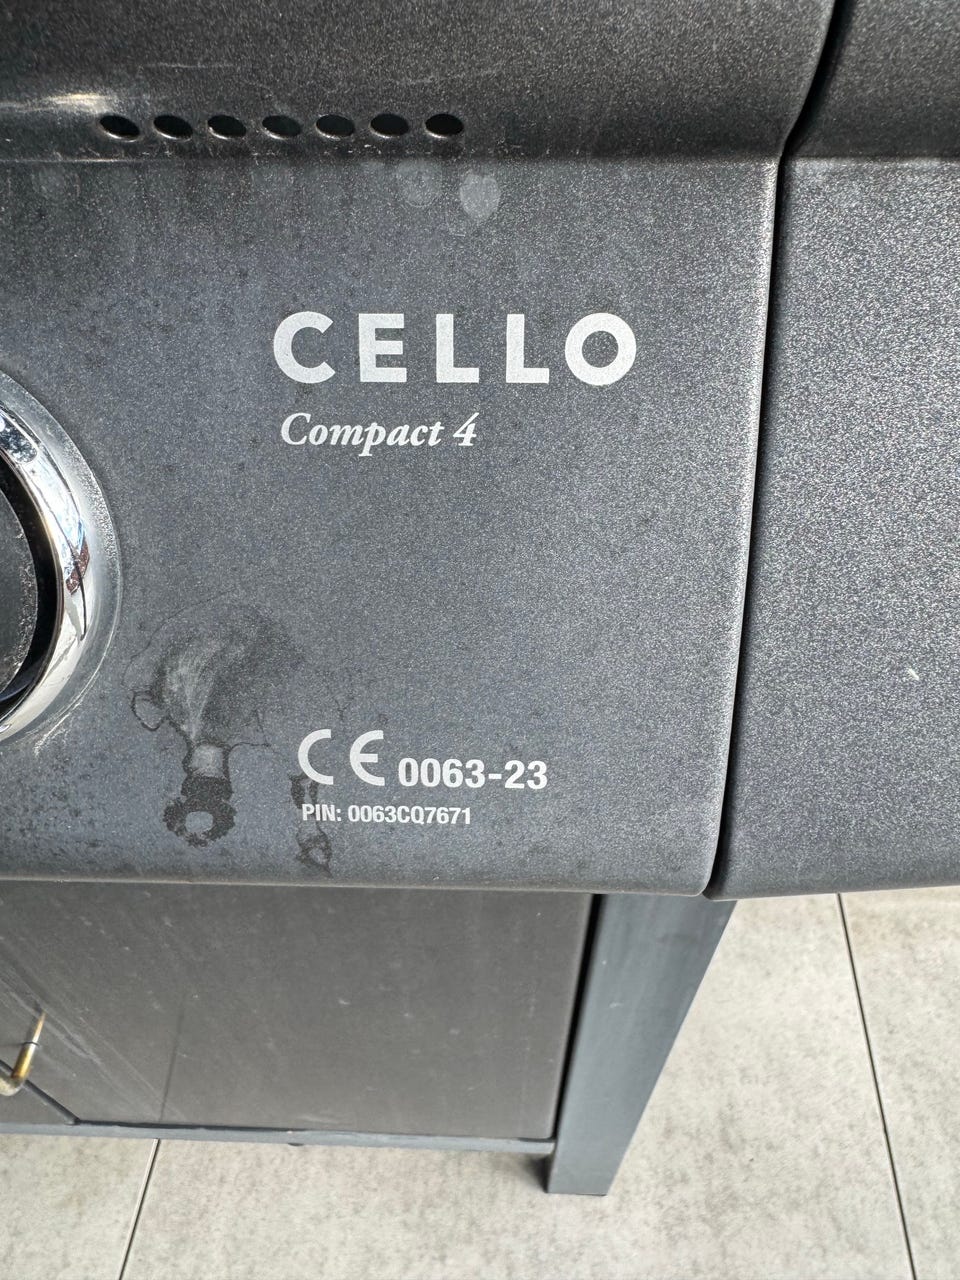 CELLO
Compact 4
CE 0063-23
PIN: 0063CQ7671